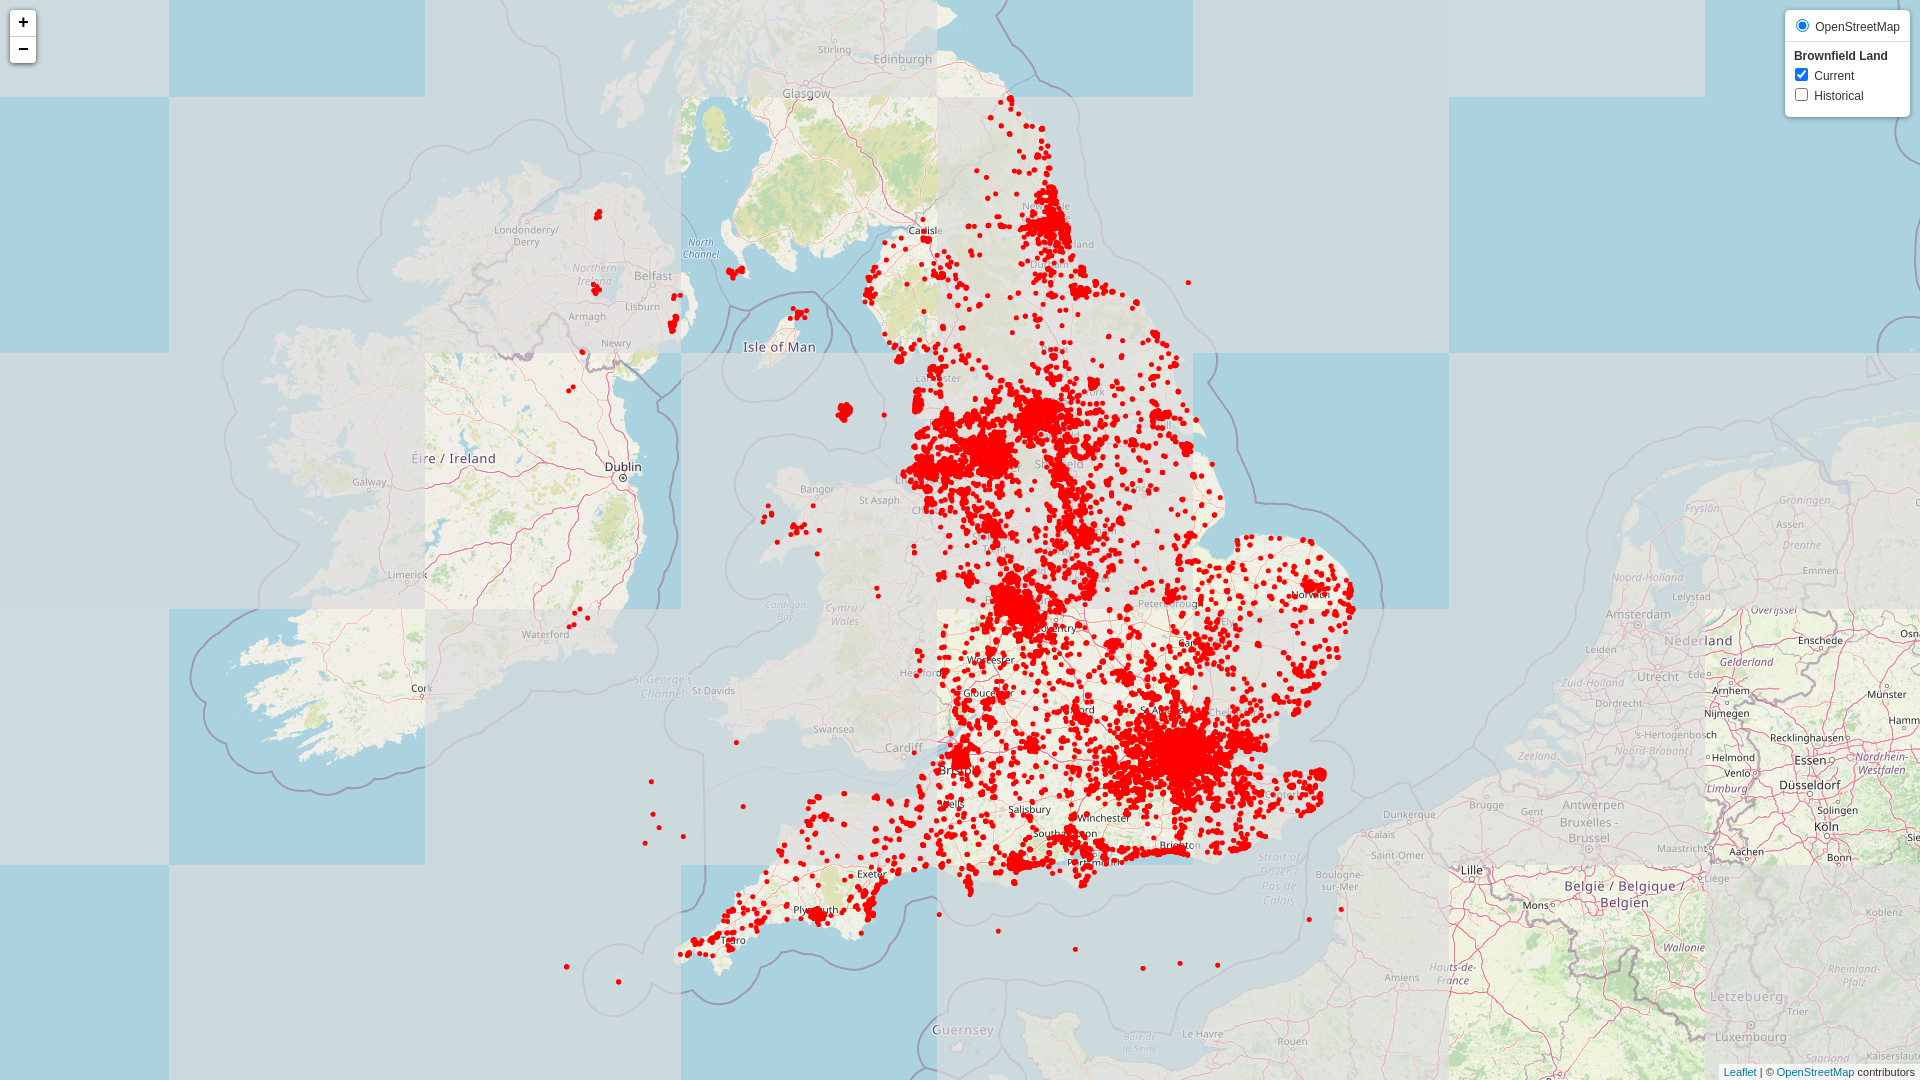 +
−
OpenStreetMap
Brownfield Land
Current
Historical
Stirling
Edinburgh
Glasgow
Londonderry/
Derry
North
Channel
Northern
Ireland
Belfast
Lisburn
Armagh
Newry
Isle of Man
Éire / Ireland
Dublin
Galway
Limerick
Waterford
Cork
St George's
Channel
Bangor
St Asaph
Cardigan
Bay
Cymru /
Wales
St Davids
Swansea
Cardiff
Carlisle
Durham
Lancaster
Sheffield
Peterborough
Norwich
Worcester
Gloucester
Bristol
Wells
Salisbury
Winchester
Southampton
Portsmouth
Brighton
Exeter
Plymouth
Truro
Strait of
Dover /
Pas de
Calais
Guernsey
Baie de
la Seine
Le Havre
Rouen
Amiens
Hauts-de-
France
Boulogne-
sur-Mer
Calais
Saint-Omer
Dunkerque
Lille
Mons
Brugge
Gent
Antwerpen
Bruxelles -
Brussel
België / Belgique /
Belgien
Liège
Wallonie
Maastricht
Aachen
Zeeland
Noord-Brabant
's-Hertogenbosch
Helmond
Venlo
Limburg
Dordrecht
Zuid-Holland
Utrecht
Leiden
Amsterdam
Noord-Holland
Lelystad
Nederland
Ede
Arnhem
Nijmegen
Gelderland
Overijssel
Enschede
Emmen
Drenthe
Assen
Groningen
Fryslân
Münster
Recklinghausen
Essen
Düsseldorf
Solingen
Köln
Bonn
Nordrhein-
Westfalen
Koblenz
Rheinland-
Pfalz
Lëtzebuerg
Trier
Luxembourg
Saarland
Leaflet | © OpenStreetMap contributors